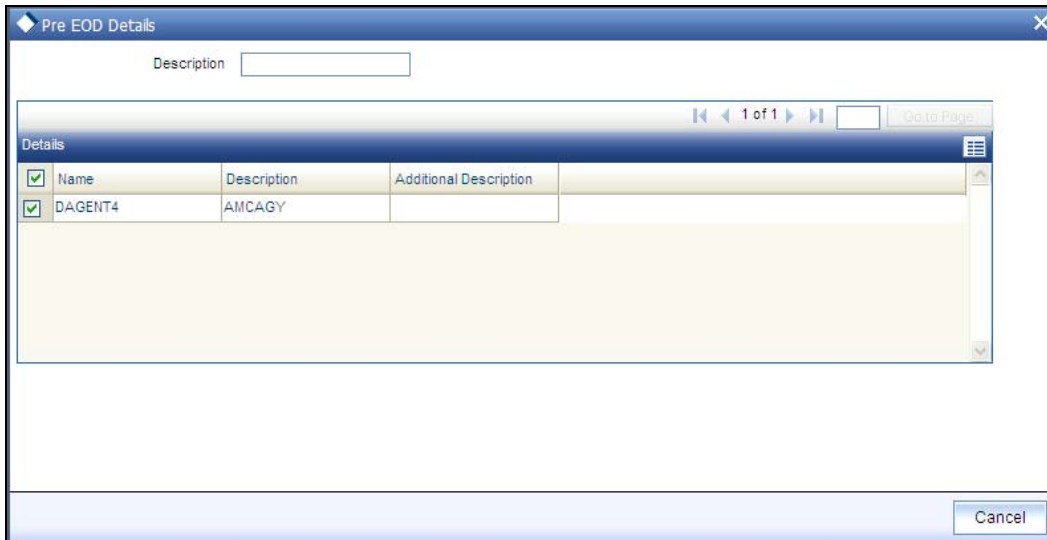 Pre EOD Details
Description
1 of 1 Go to Page
Details
Name Description Additional Description
DAGENT4 AMCAGY
Cancel